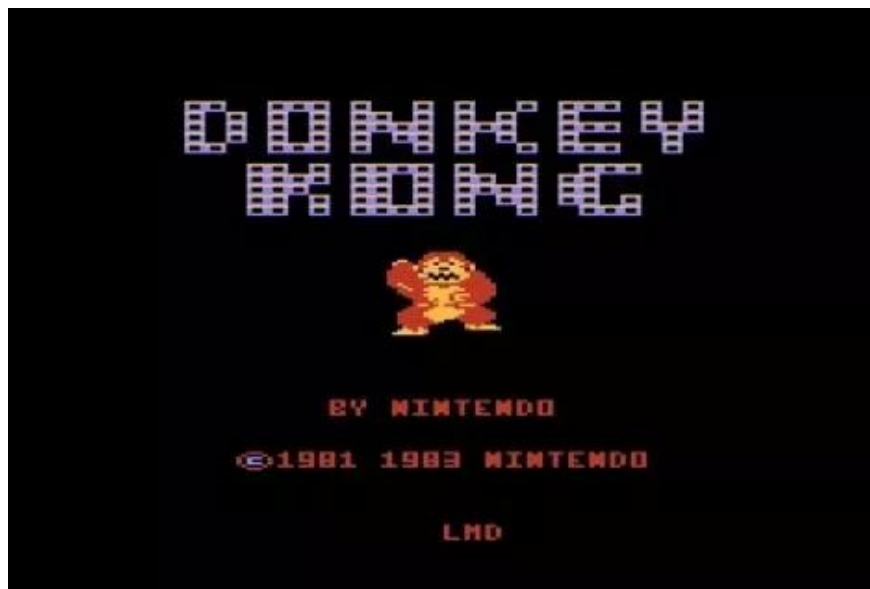 DONKEY
KONG
BY NINTENDO
©1981 1983 NINTENDO
LMD